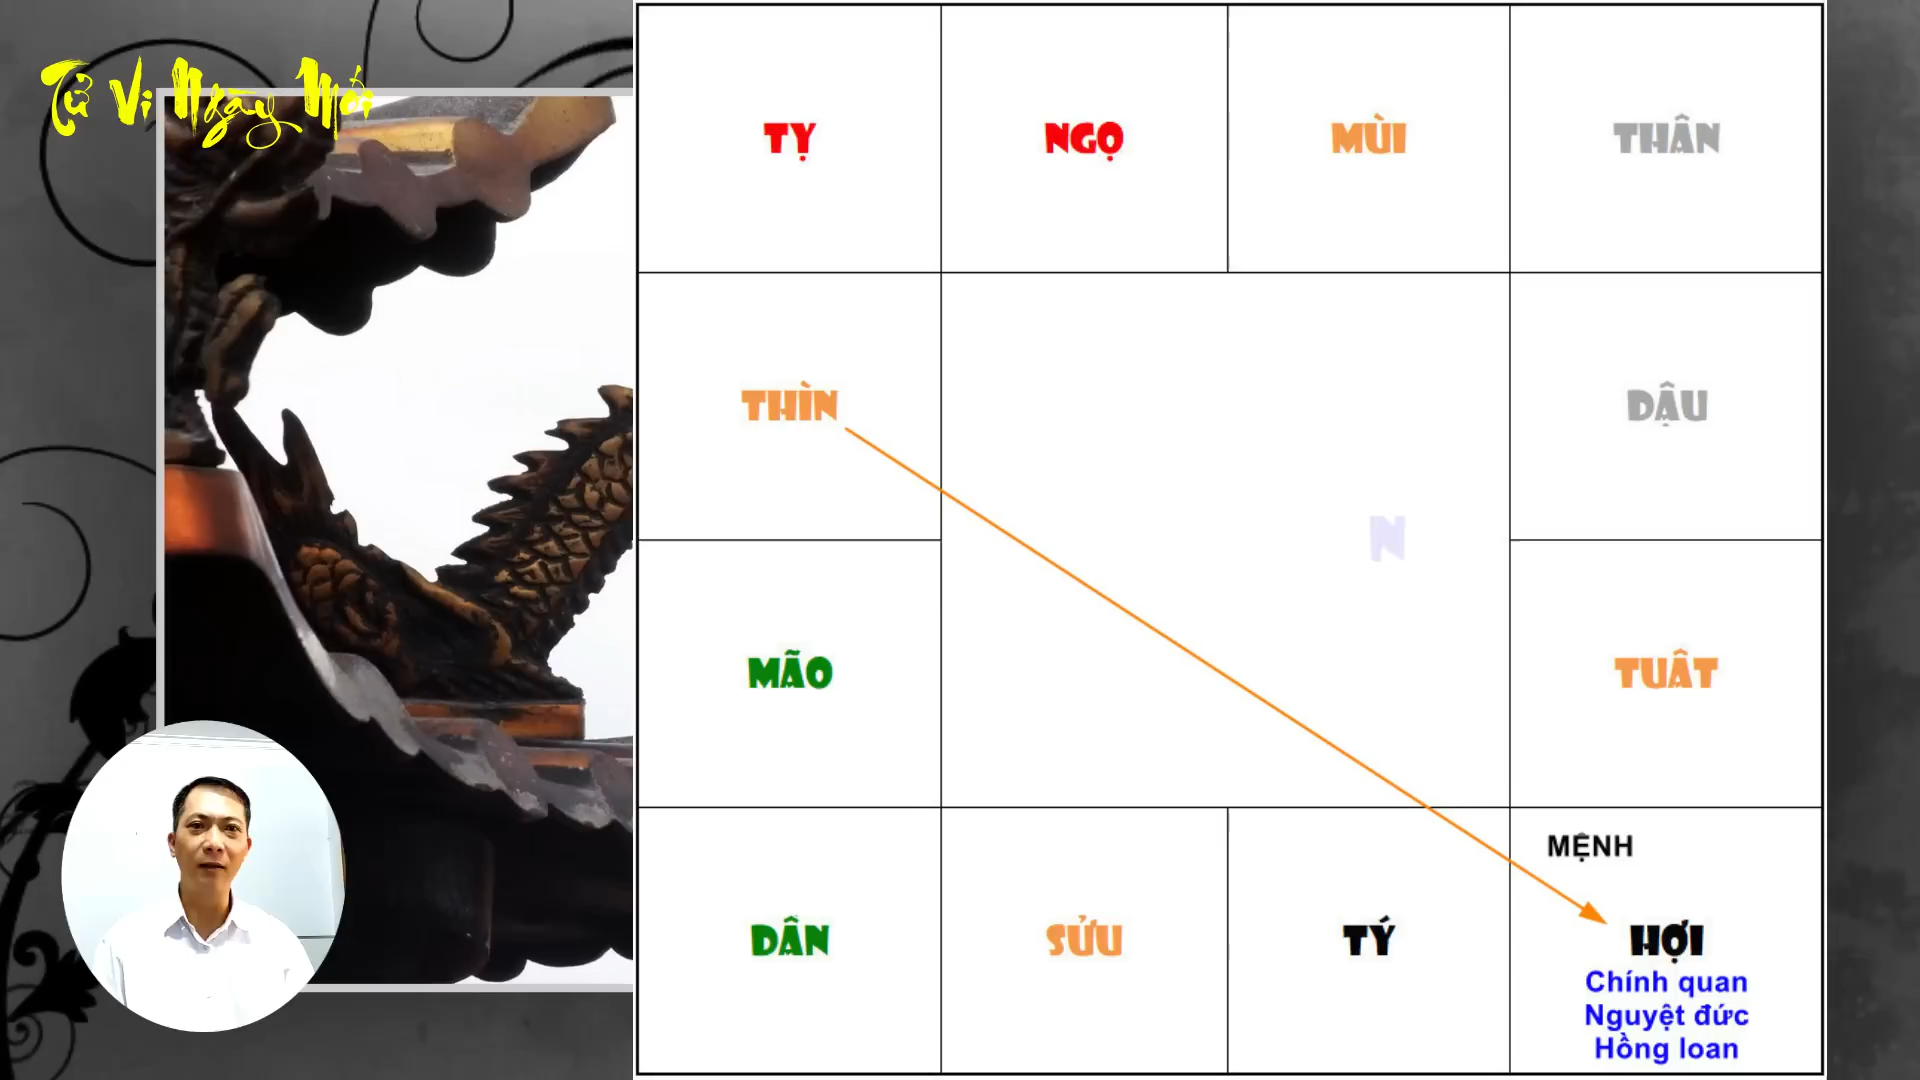 Tử Vi Ngày Mới
TỴ
NGỌ
MÙI
THÂN
THÌN
DẬU
N
MÃO
TUẤT
MỆNH
DẦN
SỬU
TÝ
HỢI
Chính quan
Nguyệt đức
Hồng loan